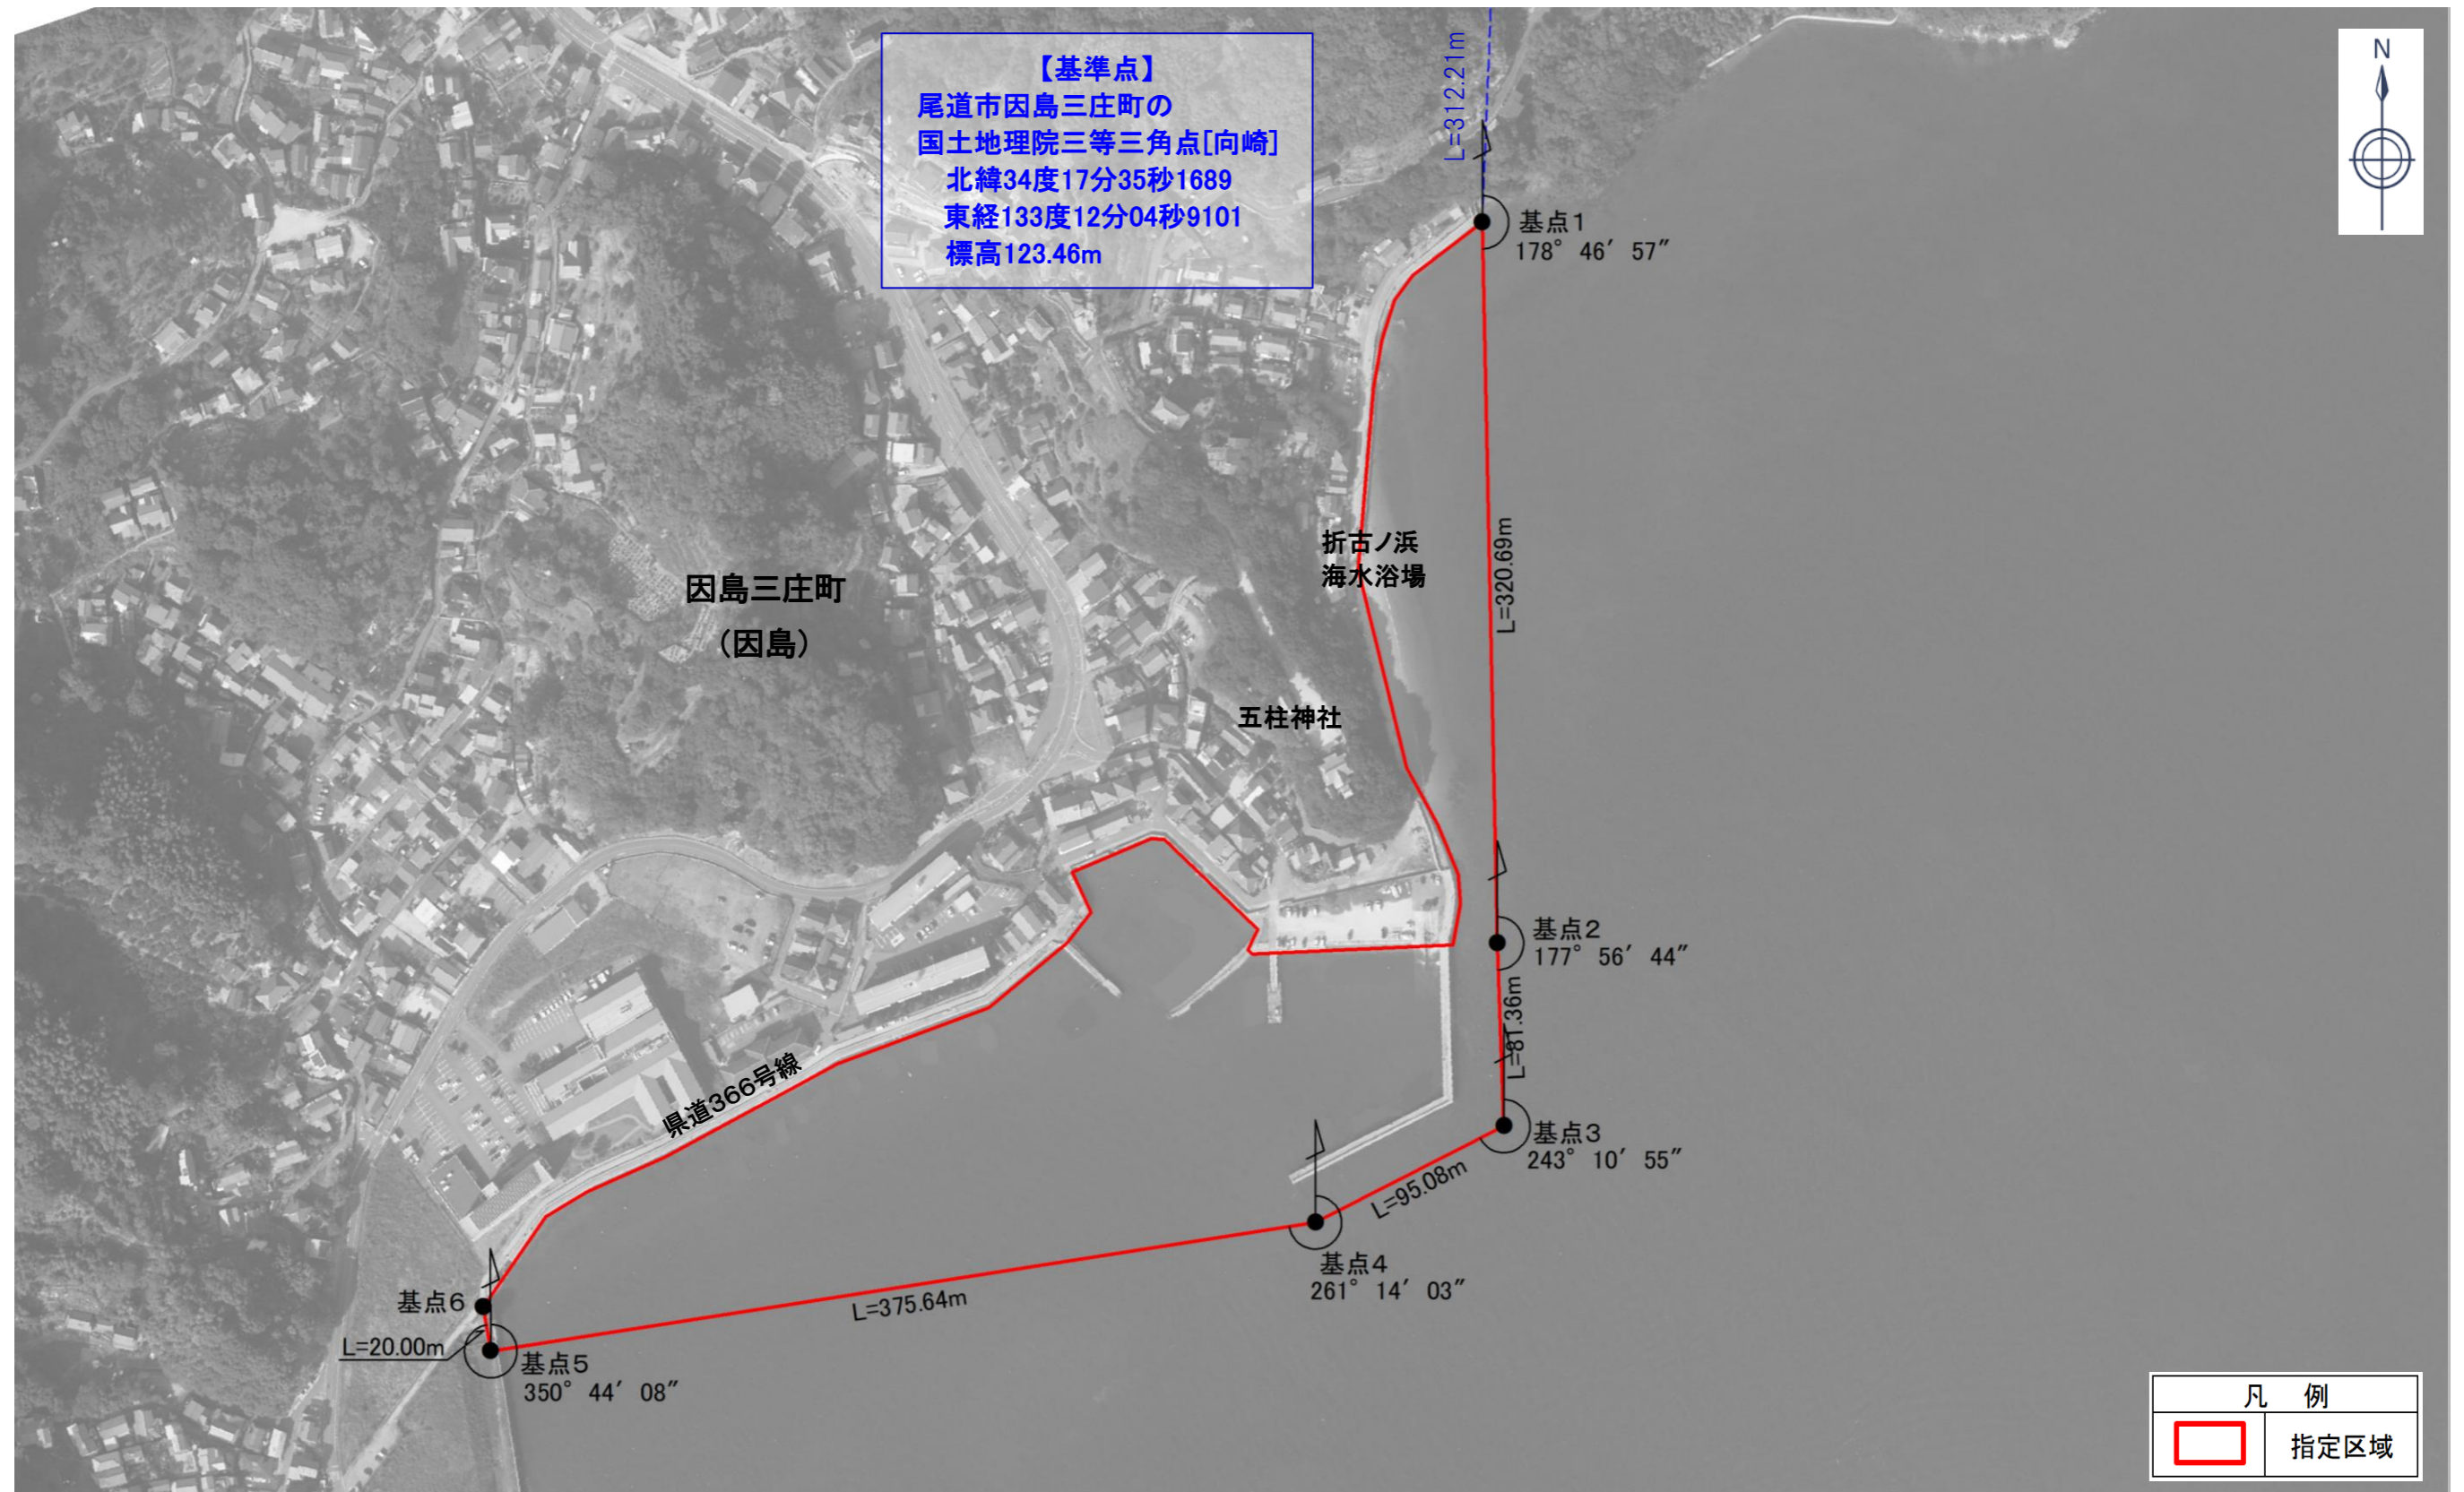 【基準点】
尾道市因島三庄町の
国土地理院三等三角点[向崎]
北緯34度17分35秒1689
東経133度12分04秒9101
標高123.46m
L=312.21m
N
基点1
178° 46′ 57″
折古ノ浜
海水浴場
L=320.69m
因島三庄町
（因島）
五柱神社
基点2
177° 56′ 44″
L=81.36m
県道366号線
基点3
243° 10′ 55″
L=95.08m
基点4
261° 14′ 03″
L=375.64m
基点6
L=20.00m
基点5
350° 44′ 08″
凡 例
指定区域